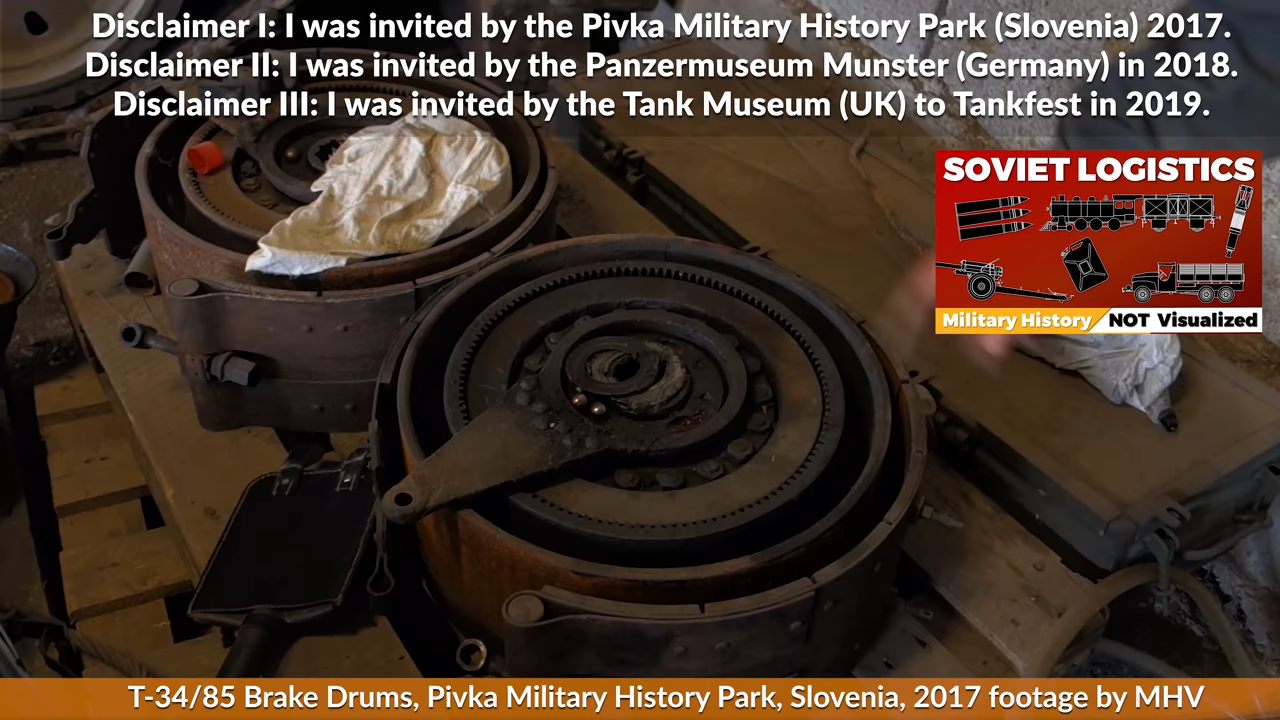 Disclaimer I: I was invited by the Pivka Military History Park (Slovenia) 2017.
Disclaimer II: I was invited by the Panzermuseum Munster (Germany) in 2018.
Disclaimer III: I was invited by the Tank Museum (UK) to Tankfest in 2019.
SOVIET LOGISTICS
Military History NOT Visualized
T-34/85 Brake Drums, Pivka Military History Park, Slovenia, 2017 footage by MHV